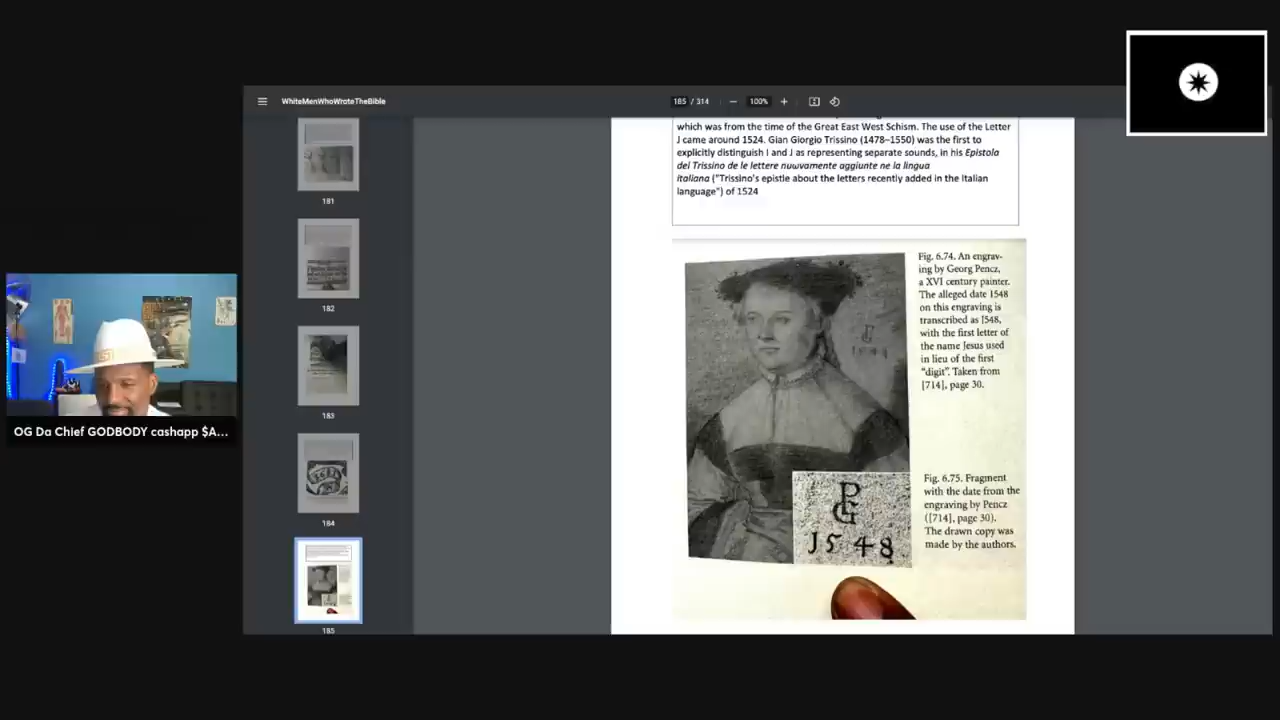 WhiteMenWhoWroteTheBible
185 / 314
100%
181
182
183
184
185
which was from the time of the Great East West Schism. The use of the Letter
J came around 1524. Gian Giorgio Trissino (1478–1550) was the first to
explicitly distinguish I and J as representing separate sounds, in his Epistola
del Trissino de le lettere nuwvamente aggiunte ne la lingua
italiana ("Trissino's epistle about the letters recently added in the Italian
language") of 1524
Fig. 6.74. An engrav-
ing by Georg Pencz,
a XVI century painter.
The alleged date 1548
on this engraving is
transcribed as J548,
with the first letter of
the name Jesus used
in lieu of the first
"digit". Taken from
[714], page 30.
PG
J548
Fig. 6.75. Fragment
with the date from the
engraving by Pencz
([714], page 30).
The drawn copy was
made by the authors.
OG Da Chief GODBODY cashapp $A...